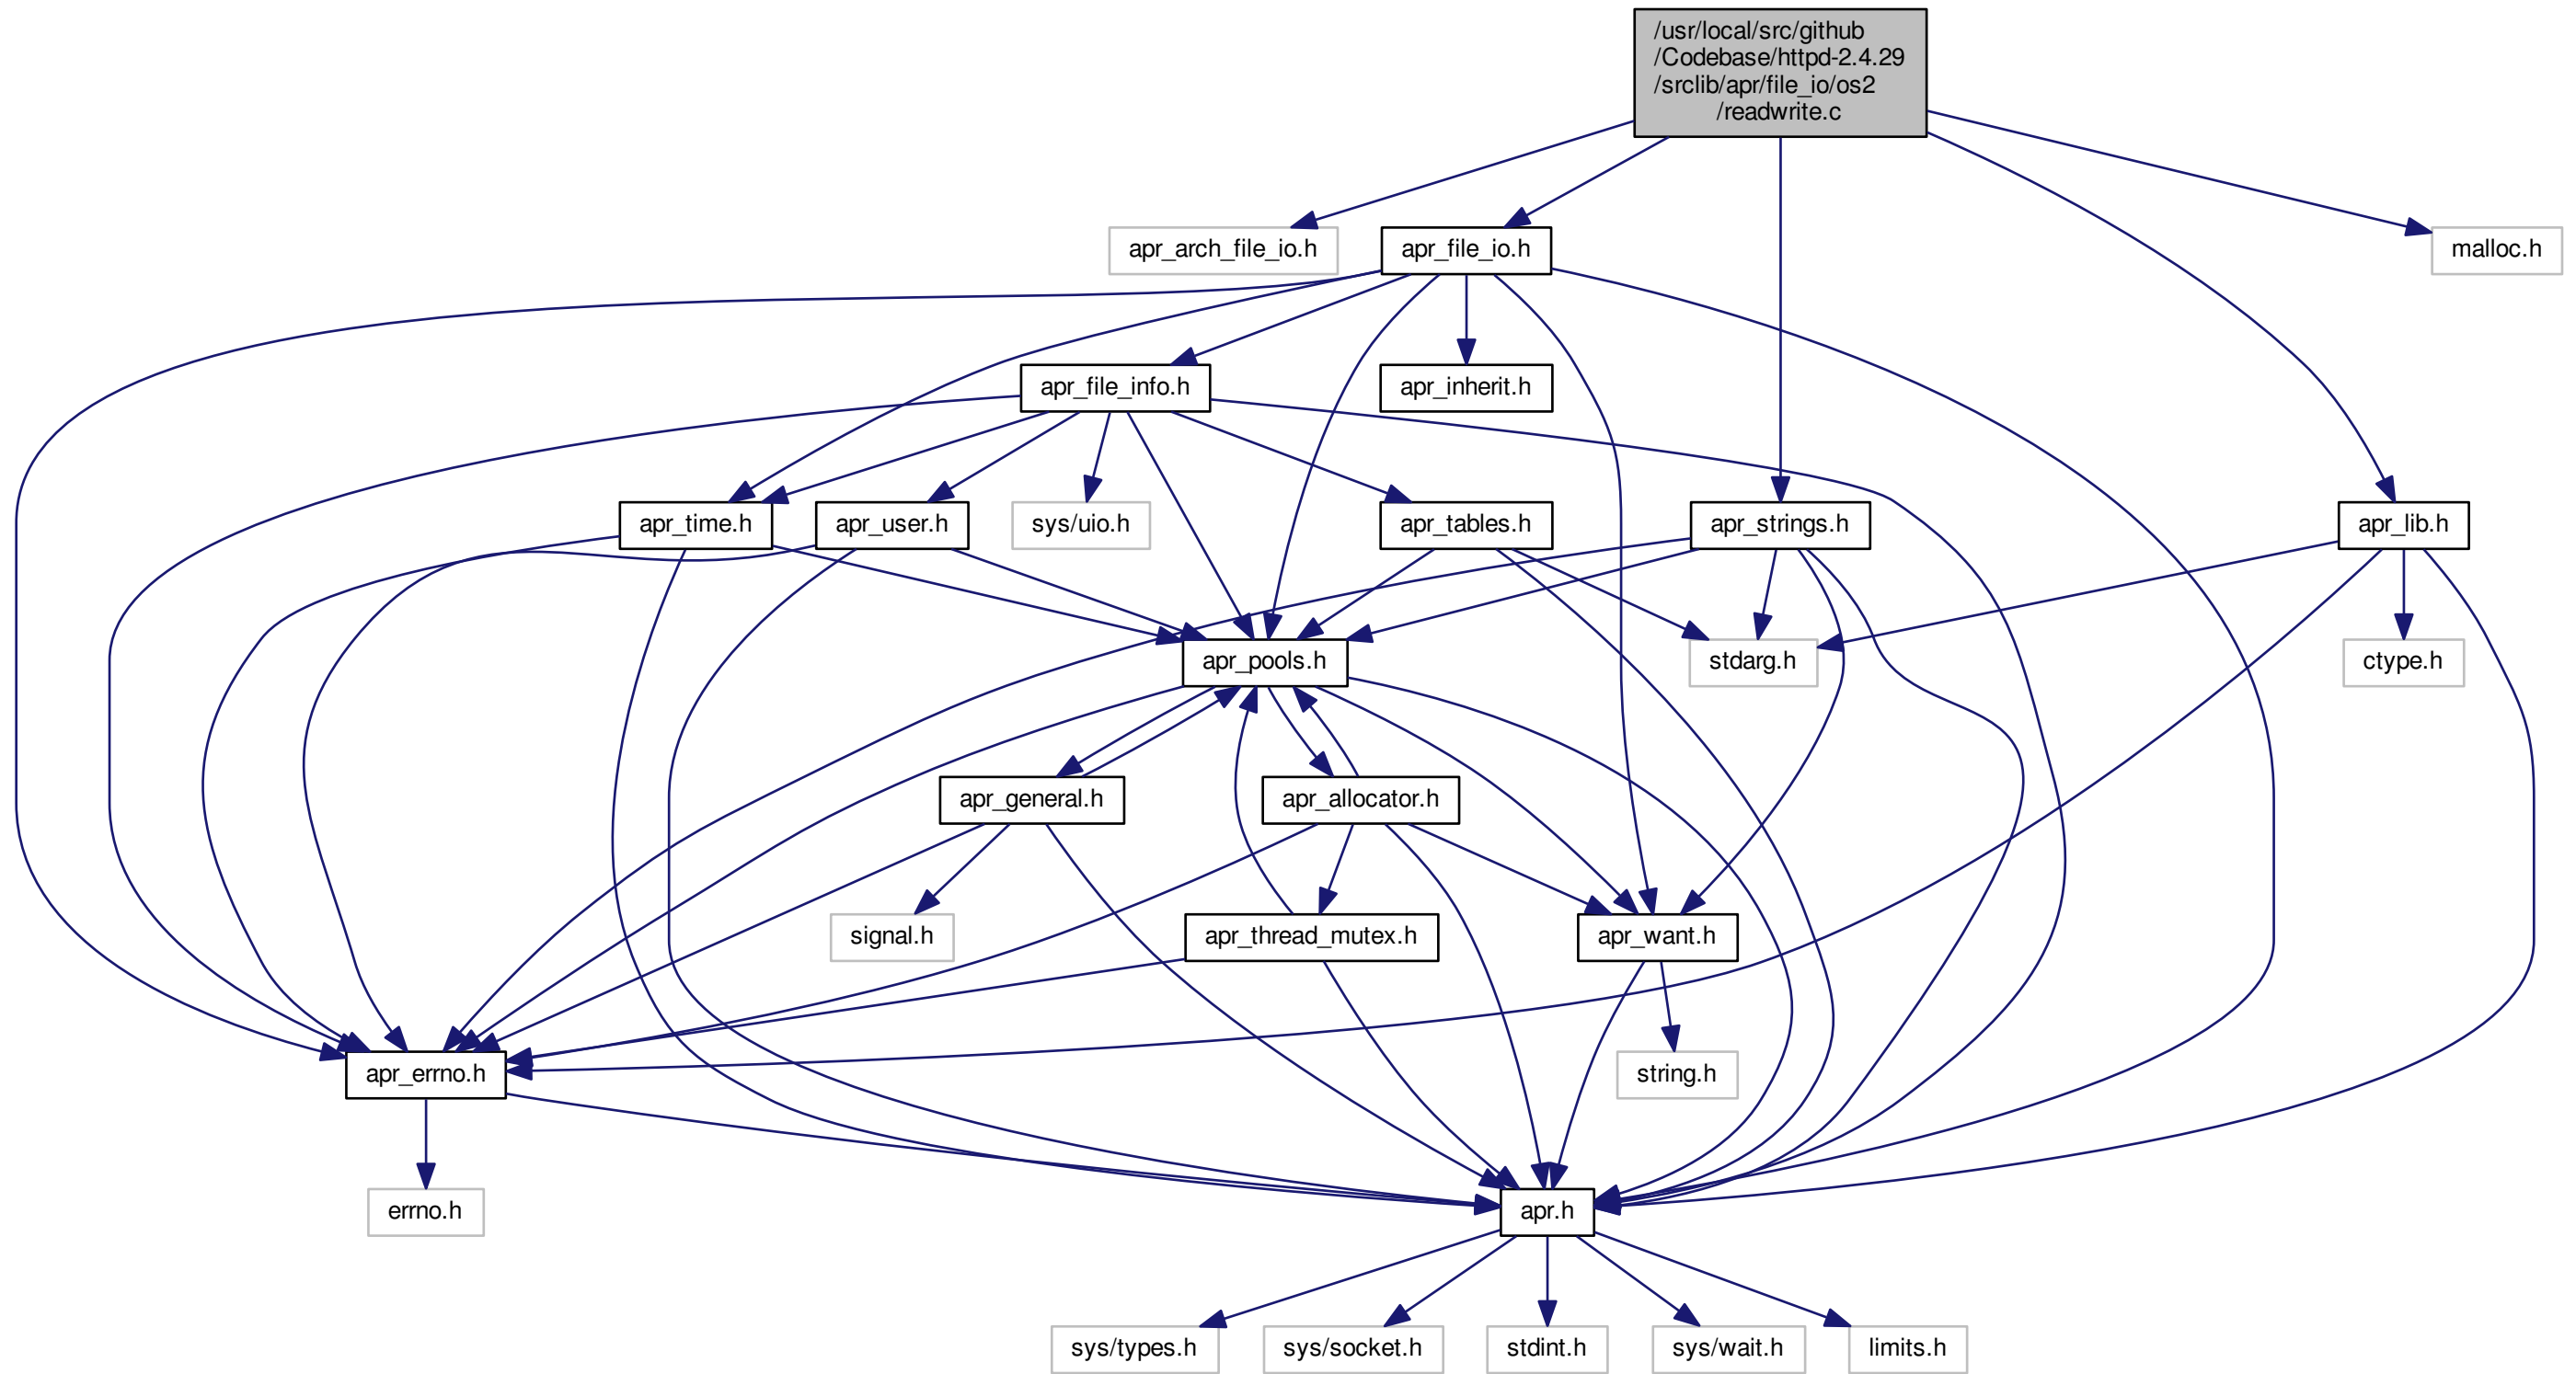 /usr/local/src/github
/Codebase/httpd-2.4.29
/srclib/apr/file_io/os2
/readwrite.c
apr_arch_file_io.h
apr_file_io.h
malloc.h
apr_file_info.h
apr_inherit.h
apr_time.h
apr_user.h
sys/uio.h
apr_tables.h
apr_strings.h
apr_lib.h
apr_pools.h
stdarg.h
ctype.h
apr_general.h
apr_allocator.h
signal.h
apr_thread_mutex.h
apr_want.h
apr_errno.h
string.h
errno.h
apr.h
sys/types.h
sys/socket.h
stdint.h
sys/wait.h
limits.h